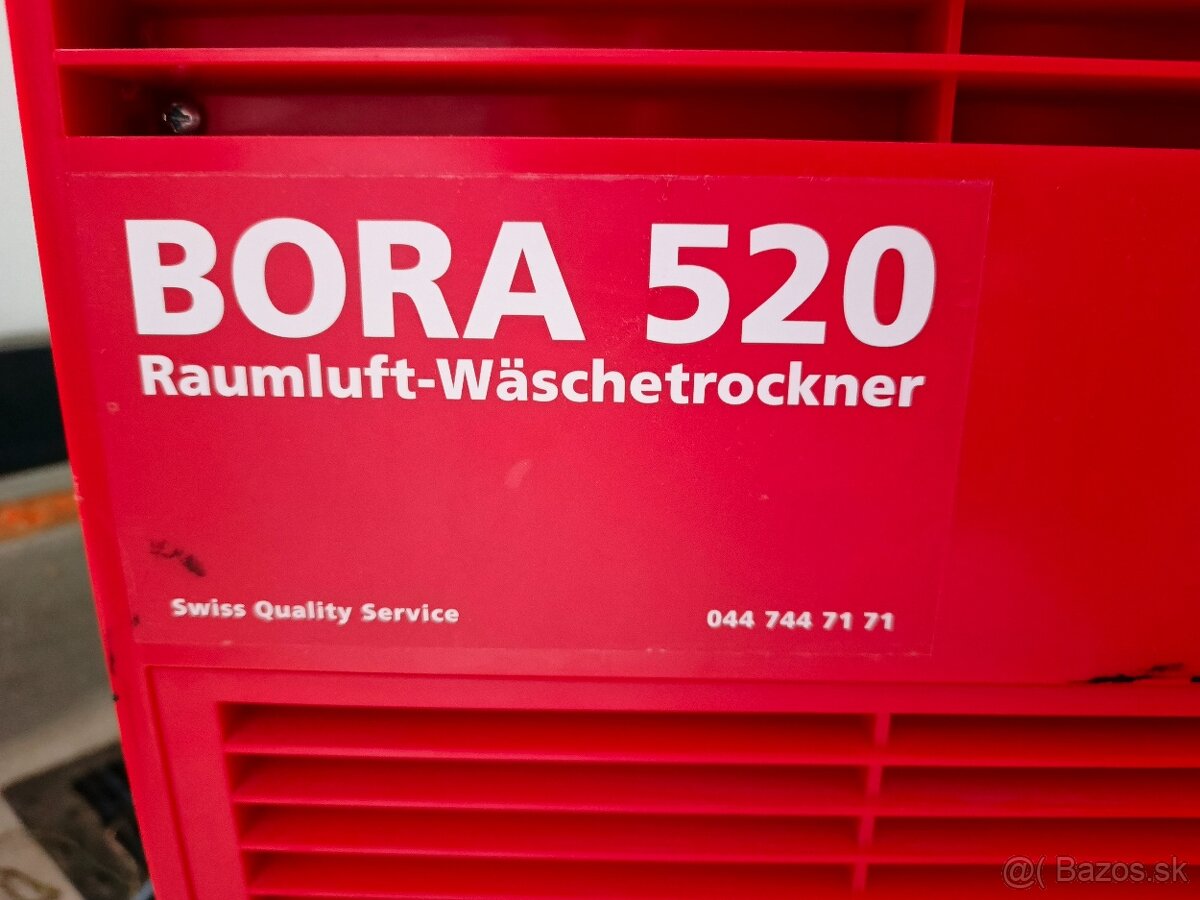 BORA 520
Raumluft-Wäschetrockner
Swiss Quality Service 044 744 71 71
@( Bazos.sk